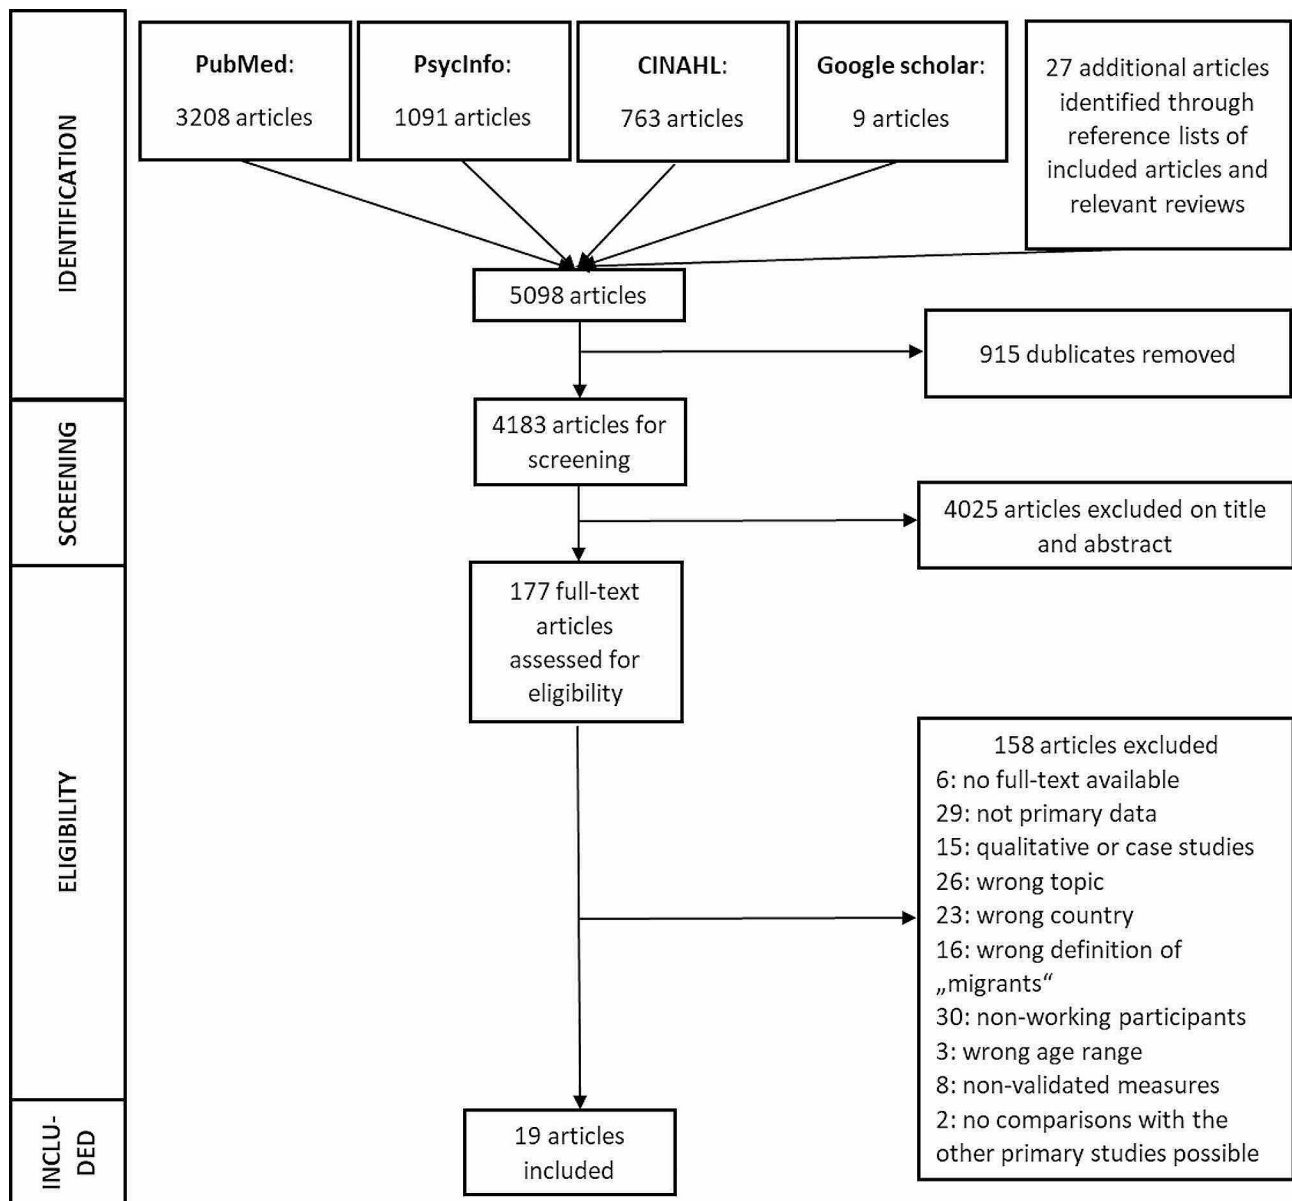 IDENTIFICATION
PubMed:
3208 articles
PsycInfo:
1091 articles
CINAHL:
763 articles
Google scholar:
9 articles
27 additional articles
identified through
reference lists of
included articles and
relevant reviews
5098 articles
915 dublicates removed
SCREENING
4183 articles for
screening
4025 articles excluded on title
and abstract
ELIGIBILITY
177 full-text
articles
assessed for
eligibility
158 articles excluded
6: no full-text available
29: not primary data
15: qualitative or case studies
26: wrong topic
23: wrong country
16: wrong definition of
„migrants“
30: non-working participants
3: wrong age range
8: non-validated measures
2: no comparisons with the
other primary studies possible
INCLU-
DED
19 articles
included